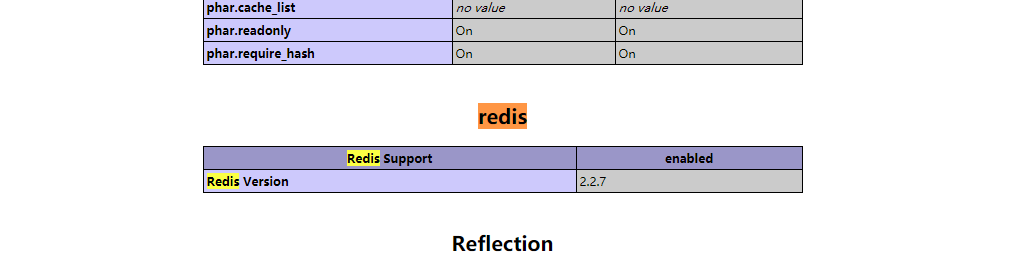 phar.cache_list no value no value
phar.readonly On On
phar.require_hash On On
redis
Redis Support enabled
Redis Version 2.2.7
Reflection